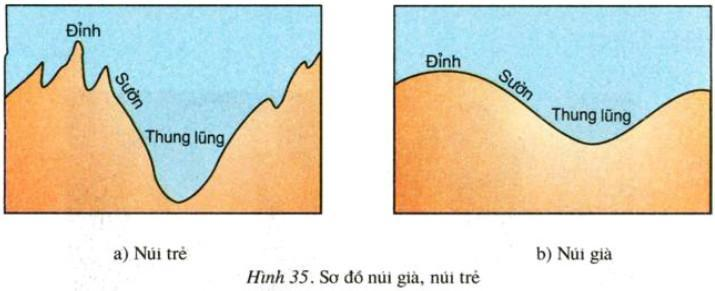 Đỉnh
Sườn
Thung lũng
Đỉnh
Sườn
Thung lũng
a) Núi trẻ
b) Núi già
Hình 35. Sơ đồ núi già, núi trẻ